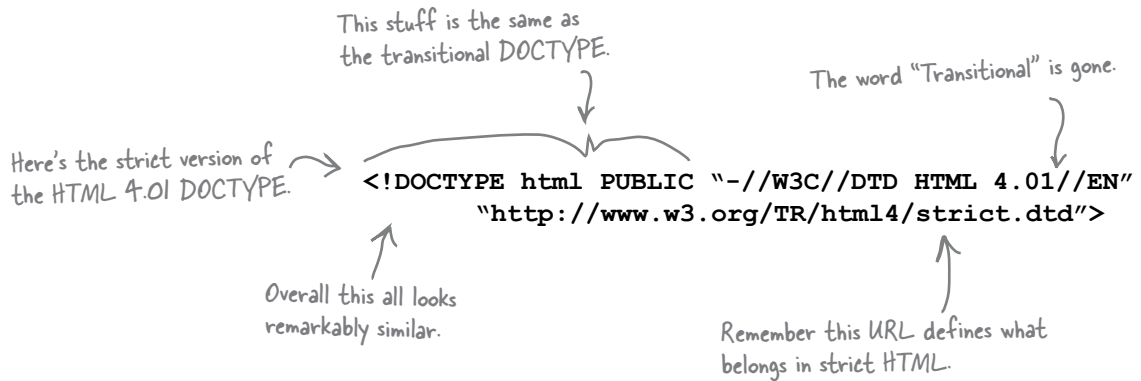 This stuff is the same as
the transitional DOCTYPE.
The word “Transitional” is gone.
Here's the strict version of
the HTML 4.01 DOCTYPE.
<!DOCTYPE html PUBLIC “-//W3C//DTD HTML 4.01//EN”
“http://www.w3.org/TR/html4/strict.dtd”>
Overall this all looks
remarkably similar.
Remember this URL defines what
belongs in strict HTML.